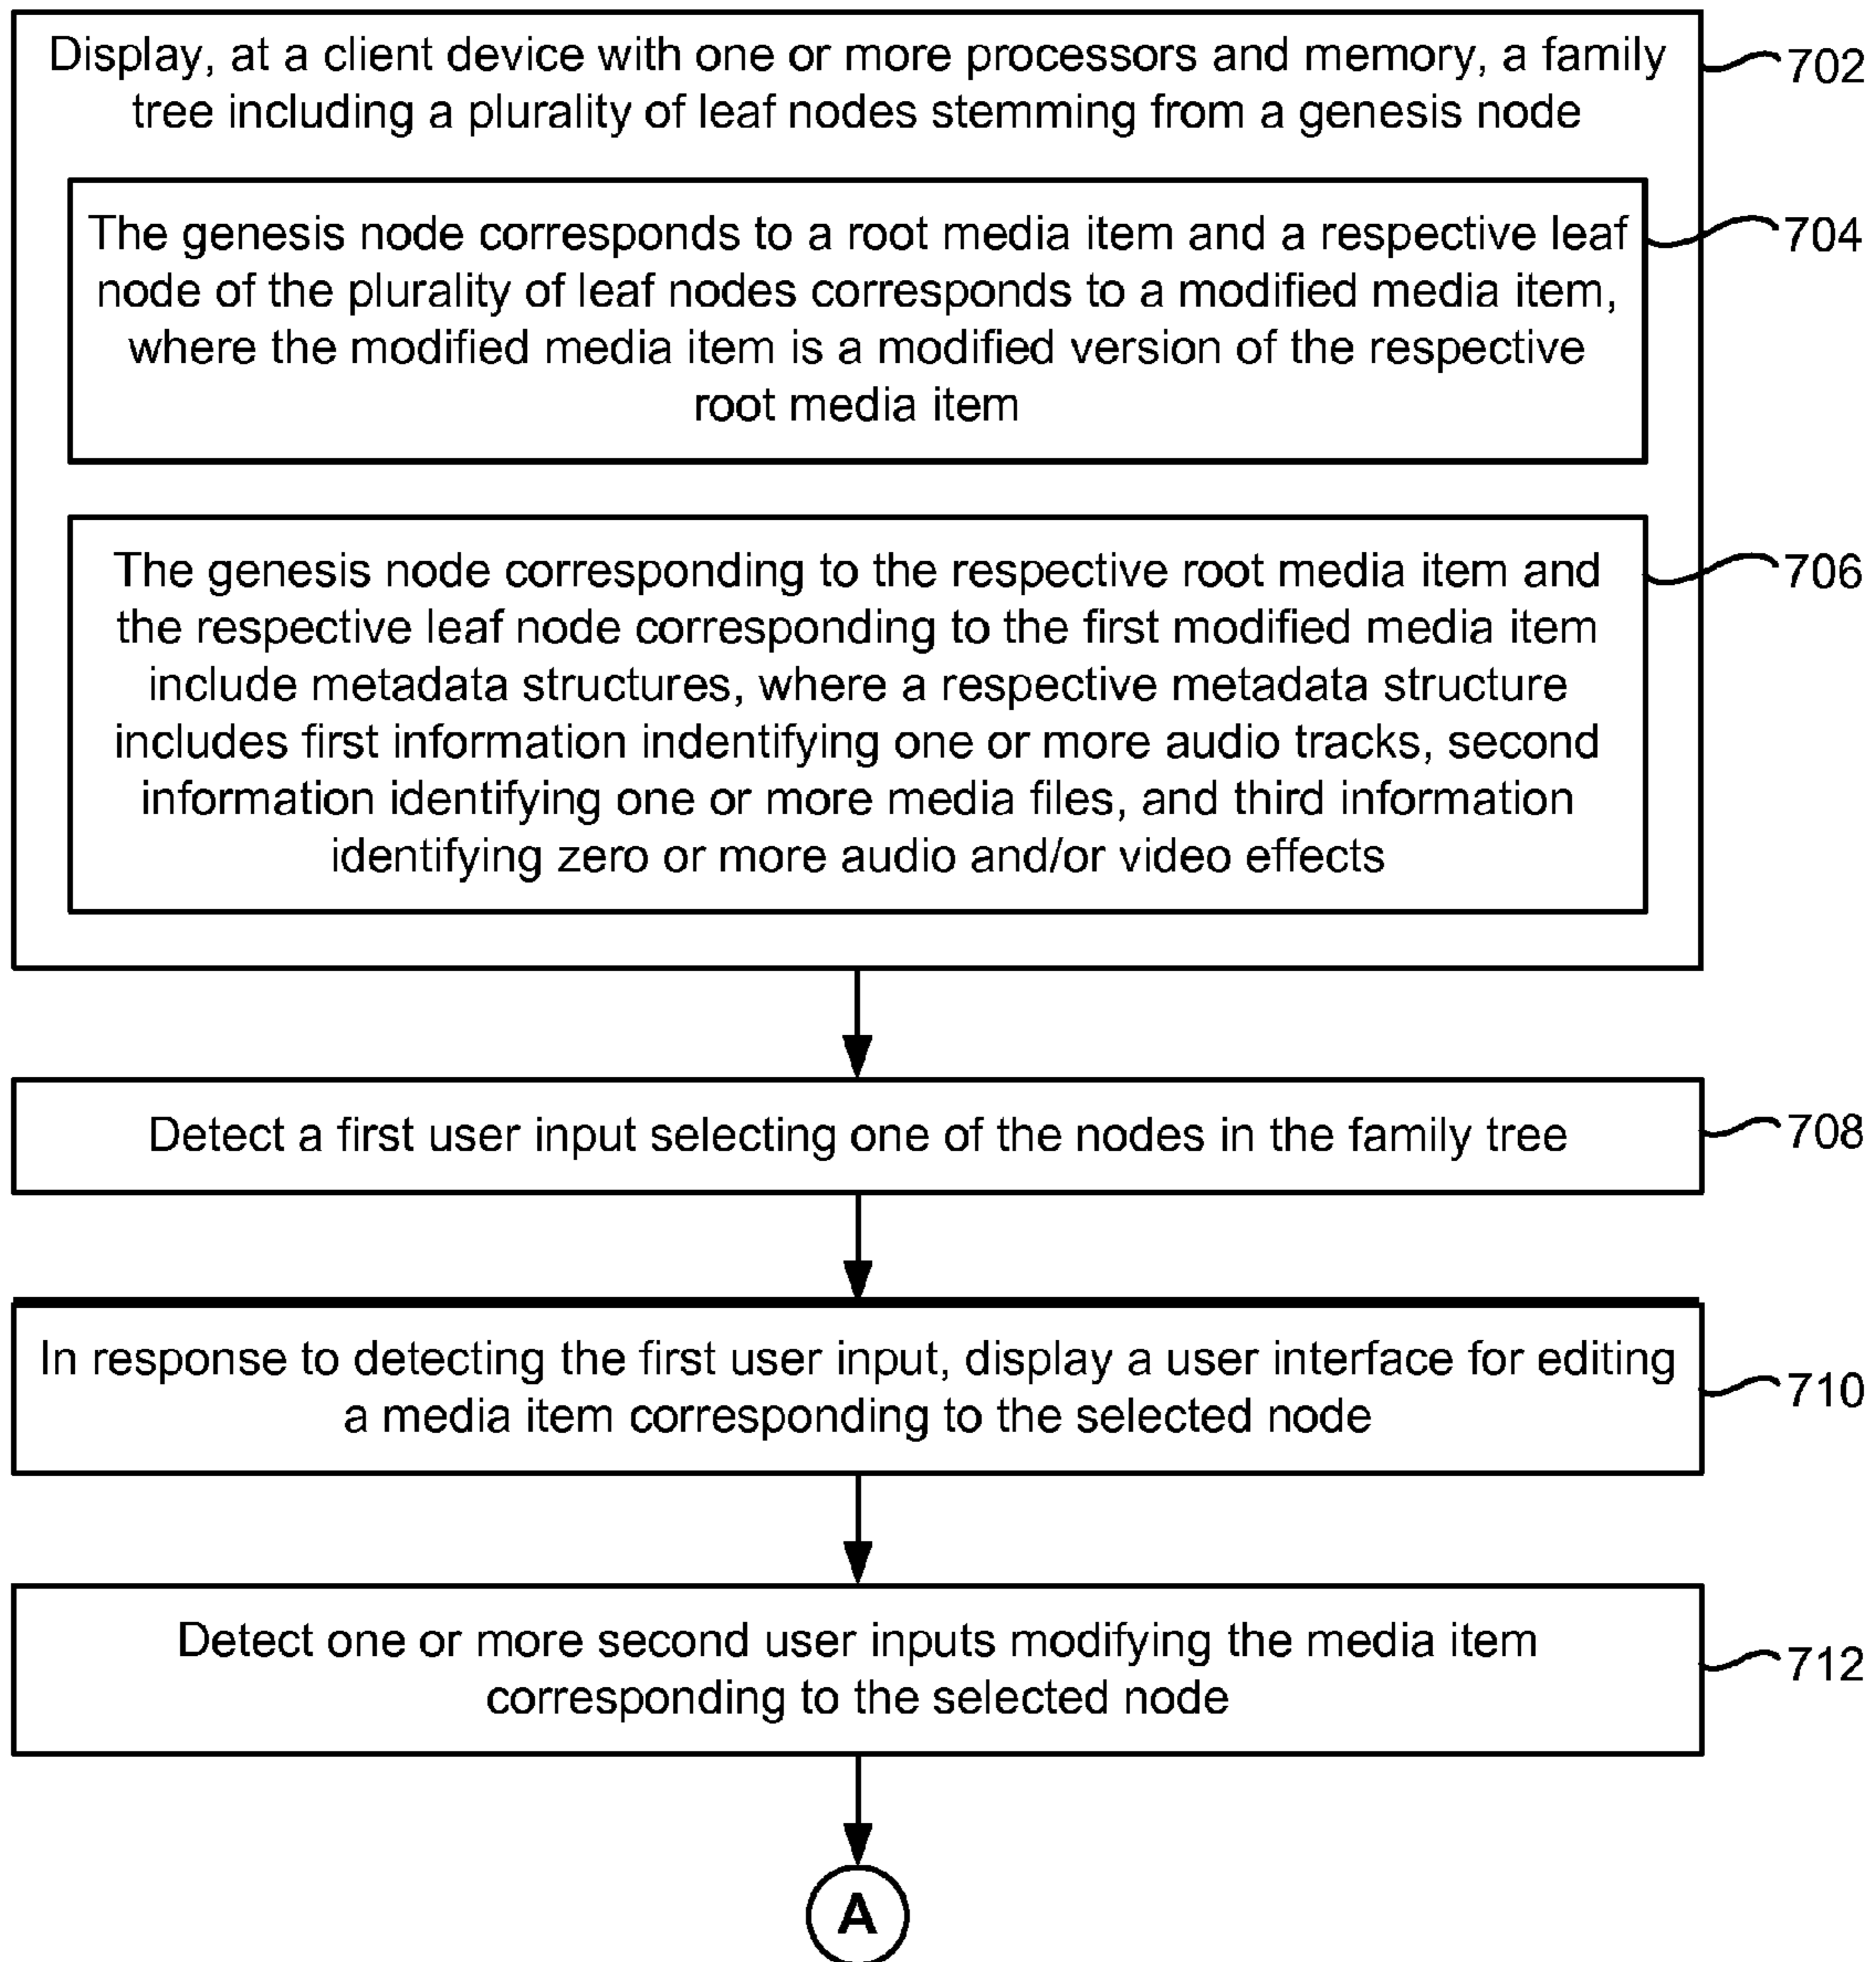 Display, at a client device with one or more processors and memory, a family
tree including a plurality of leaf nodes stemming from a genesis node
702
The genesis node corresponds to a root media item and a respective leaf
node of the plurality of leaf nodes corresponds to a modified media item,
where the modified media item is a modified version of the respective
root media item
704
The genesis node corresponding to the respective root media item and
the respective leaf node corresponding to the first modified media item
include metadata structures, where a respective metadata structure
includes first information indentifying one or more audio tracks, second
information identifying one or more media files, and third information
identifying zero or more audio and/or video effects
706
Detect a first user input selecting one of the nodes in the family tree
708
In response to detecting the first user input, display a user interface for editing
a media item corresponding to the selected node
710
Detect one or more second user inputs modifying the media item
corresponding to the selected node
712
A